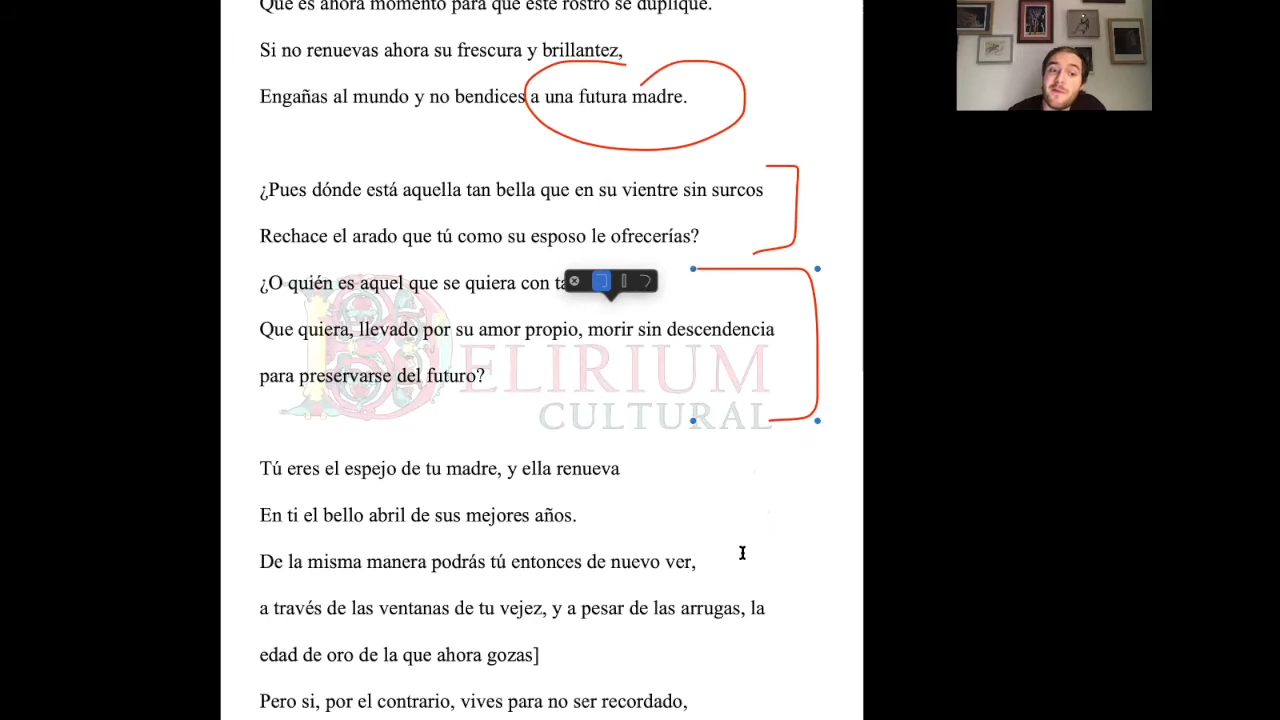 Que es ahora momento para que este rostro se duplique.
Si no renuevas ahora su frescura y brillantez,
Engañas al mundo y no bendices a una futura madre.
¿Pues dónde está aquella tan bella que en su vientre sin surcos
Rechace el arado que tú como su esposo le ofrecerías?
¿O quién es aquel que se quiera con
Que quiera, llevado por su amor propio, morir sin descendencia
para preservarse del futuro?
DELIRIUM
CULTURAL
Tú eres el espejo de tu madre, y ella renueva
En ti el bello abril de sus mejores años.
De la misma manera podrás tú entonces de nuevo ver,
a través de las ventanas de tu vejez, y a pesar de las arrugas, la
edad de oro de la que ahora gozas]
Pero si, por el contrario, vives para no ser recordado,